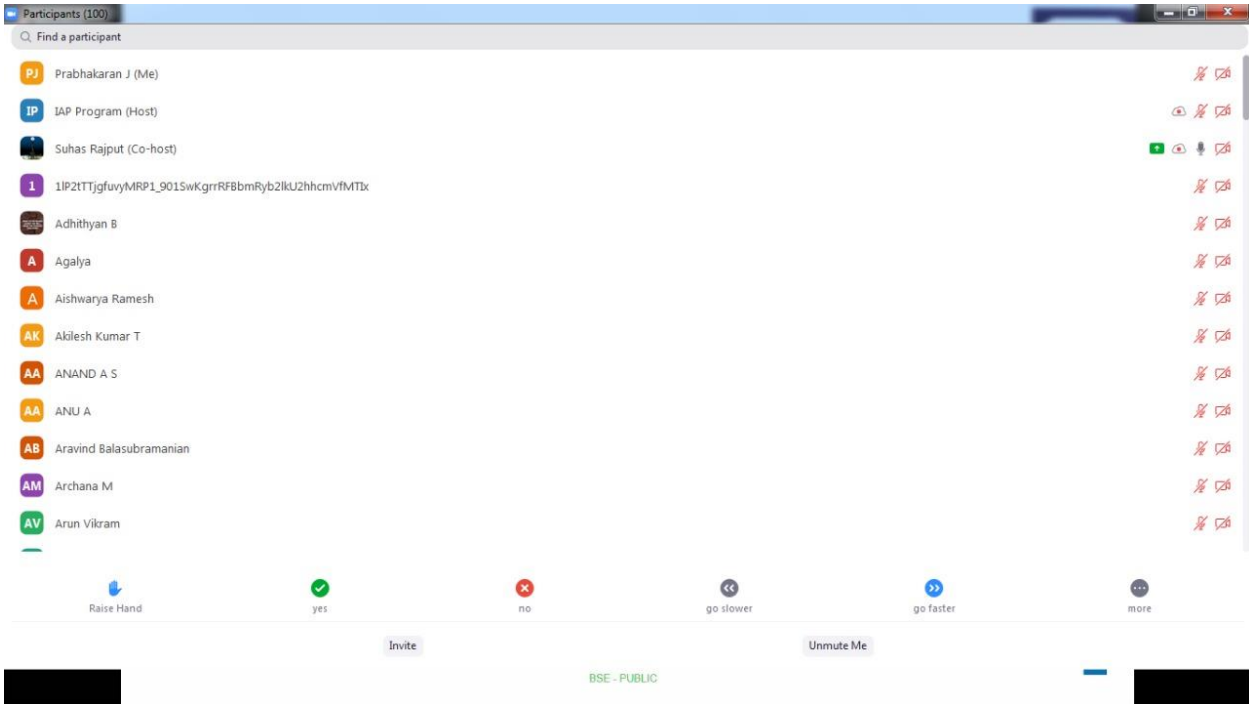 Participants (100)
Find a participant
PJ Prabhakaran J (Me)
IP IAP Program (Host)
Suhas Rajput (Co-host)
1 1lP2tTTjgfuvyMRP1_901SwKgrrRFBbmRyb2lkU2hhcmVfMTIx
Adhithyan B
A Agalya
A Aishwarya Ramesh
AK Akilesh Kumar T
AA ANAND A S
AA ANU A
AB Aravind Balasubramanian
AM Archana M
AV Arun Vikram
Raise Hand yes no go slower go faster more
Invite Unmute Me
BSE - PUBLIC